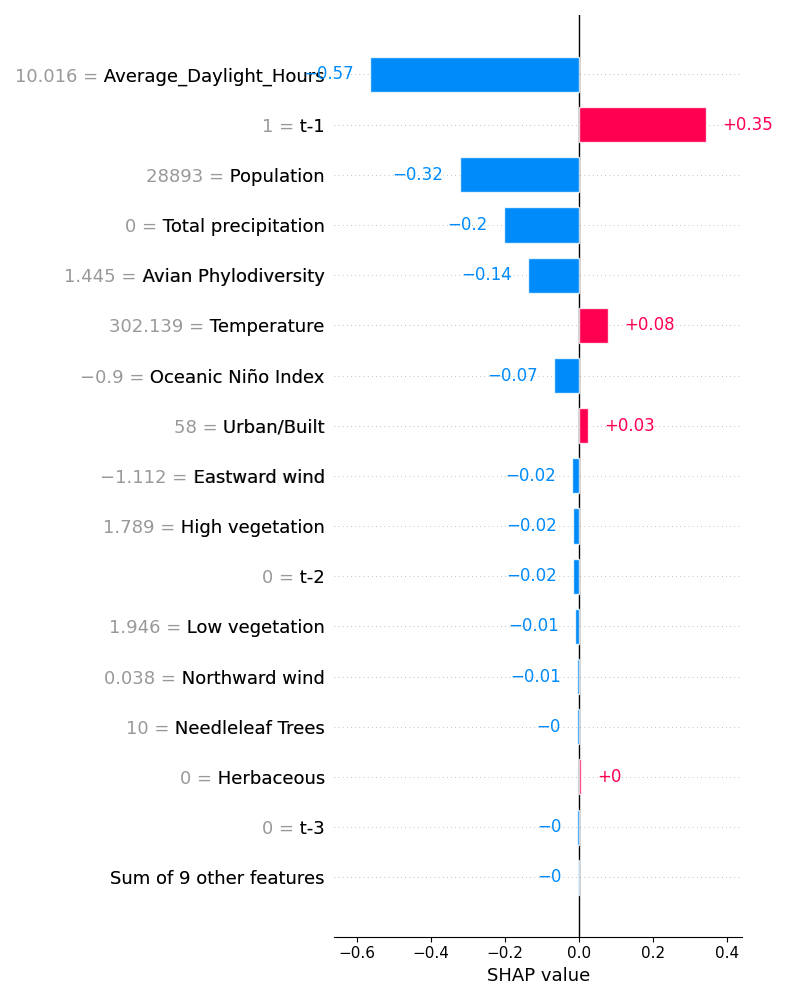 10.016 = Average_Daylight_Hours −0.57
1 = t-1 +0.35
28893 = Population −0.32
0 = Total precipitation −0.2
1.445 = Avian Phylodiversity −0.14
302.139 = Temperature +0.08
−0.9 = Oceanic Niño Index −0.07
58 = Urban/Built +0.03
−1.112 = Eastward wind −0.02
1.789 = High vegetation −0.02
0 = t-2 −0.02
1.946 = Low vegetation −0.01
0.038 = Northward wind −0.01
10 = Needleleaf Trees −0
0 = Herbaceous +0
0 = t-3 −0
Sum of 9 other features −0
−0.6 −0.4 −0.2 0.0 0.2 0.4
SHAP value